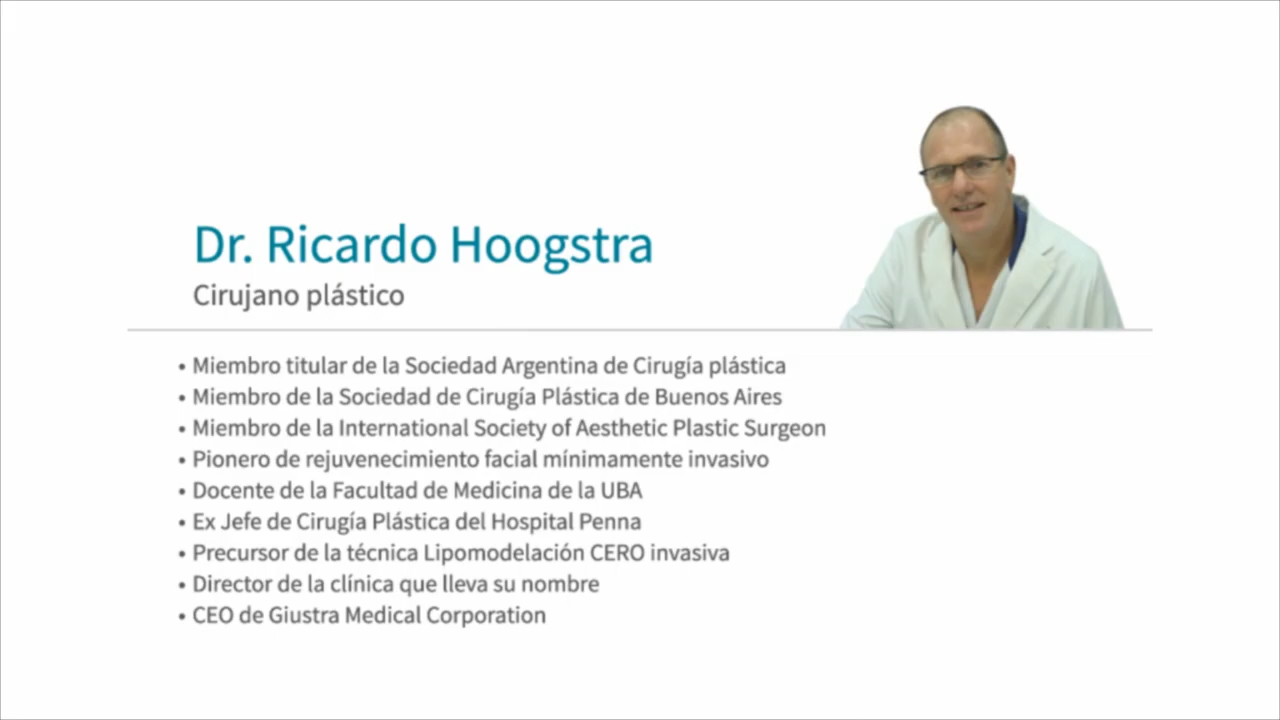 Dr. Ricardo Hoogstra
Cirujano plástico
• Miembro titular de la Sociedad Argentina de Cirugía plástica
• Miembro de la Sociedad de Cirugía Plástica de Buenos Aires
• Miembro de la International Society of Aesthetic Plastic Surgeon
• Pionero de rejuvenecimiento facial mínimamente invasivo
• Docente de la Facultad de Medicina de la UBA
• Ex Jefe de Cirugía Plástica del Hospital Penna
• Precursor de la técnica Lipomodelación CERO invasiva
• Director de la clínica que lleva su nombre
• CEO de Giustra Medical Corporation